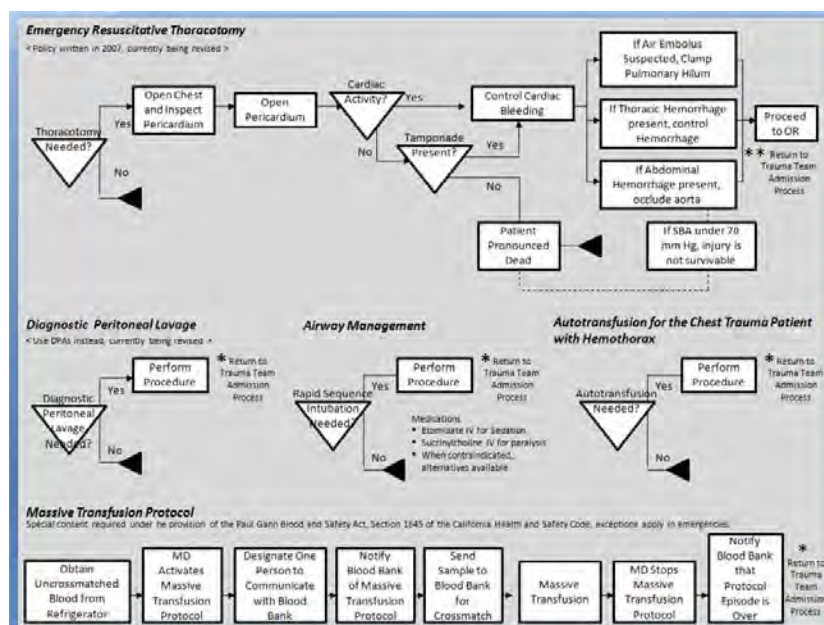 Emergency Resuscitative Thoracotomy
< Policy written in 2007, currently being revised >
Thoracotomy
Needed?
Yes
No
Open Chest
and Inspect
Pericardium
Open
Pericardium
Cardiac
Activity?
Yes
No
Tamponade
Present?
Yes
No
Control Cardiac
Bleeding
If Air Embolus
Suspected, Clamp
Pulmonary Hilum
If Thoracic Hemorrhage
present, control
Hemorrhage
If Abdominal
Hemorrhage present,
occlude aorta
Proceed
to OR
** Return to
Trauma Team
Admission
Process
Patient
Pronounced
Dead
If SBA under 70
mm Hg, injury is
not survivable
Diagnostic Peritoneal Lavage
< Use DPAs instead, currently being revised >
Diagnostic
Peritoneal
Lavage
Needed?
Yes
No
Perform
Procedure
* Return to
Trauma Team
Admission
Process
Airway Management
Rapid Sequence
Intubation
Needed?
Yes
No
Perform
Procedure
* Return to
Trauma Team
Admission
Process
Medications
• Etomidate IV for Sedation
• Succinylcholine IV for paralysis
• When contraindicated,
alternatives available
Autotransfusion for the Chest Trauma Patient
with Hemothorax
Autotransfusion
Needed?
Yes
No
Perform
Procedure
* Return to
Trauma Team
Admission
Process
Massive Transfusion Protocol
Special consent required under he provision of the Paul Gann Blood and Safety Act, Section 1645 of the California Health and Safety Code, exceptions apply in emergencies.
Obtain
Uncrossmatched
Blood from
Refrigerator
MD
Activates
Massive
Transfusion
Protocol
Designate One
Person to
Communicate
with Blood
Bank
Notify
Blood Bank
of Massive
Transfusion
Protocol
Send
Sample to
Blood Bank
for
Crossmatch
Massive
Transfusion
MD Stops
Massive
Transfusion
Protocol
Notify
Blood Bank
that
Protocol
Episode is
Over
* Return to
Trauma
Team
Admission
Process